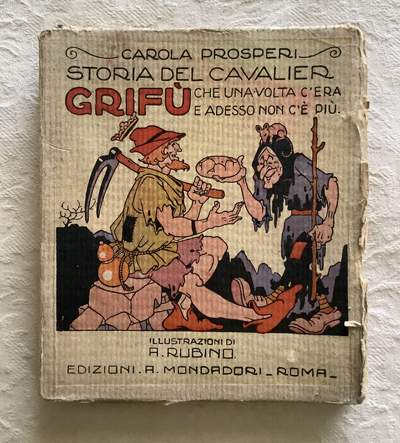 CAROLA PROSPERI
STORIA DEL CAVALIER
GRIFÙ CHE UNA VOLTA C'ERA
E ADESSO NON C'È PIÙ.
ILLUSTRAZIONI DI
A. RUBINO.
EDIZIONI. A. MONDADORI _ ROMA _